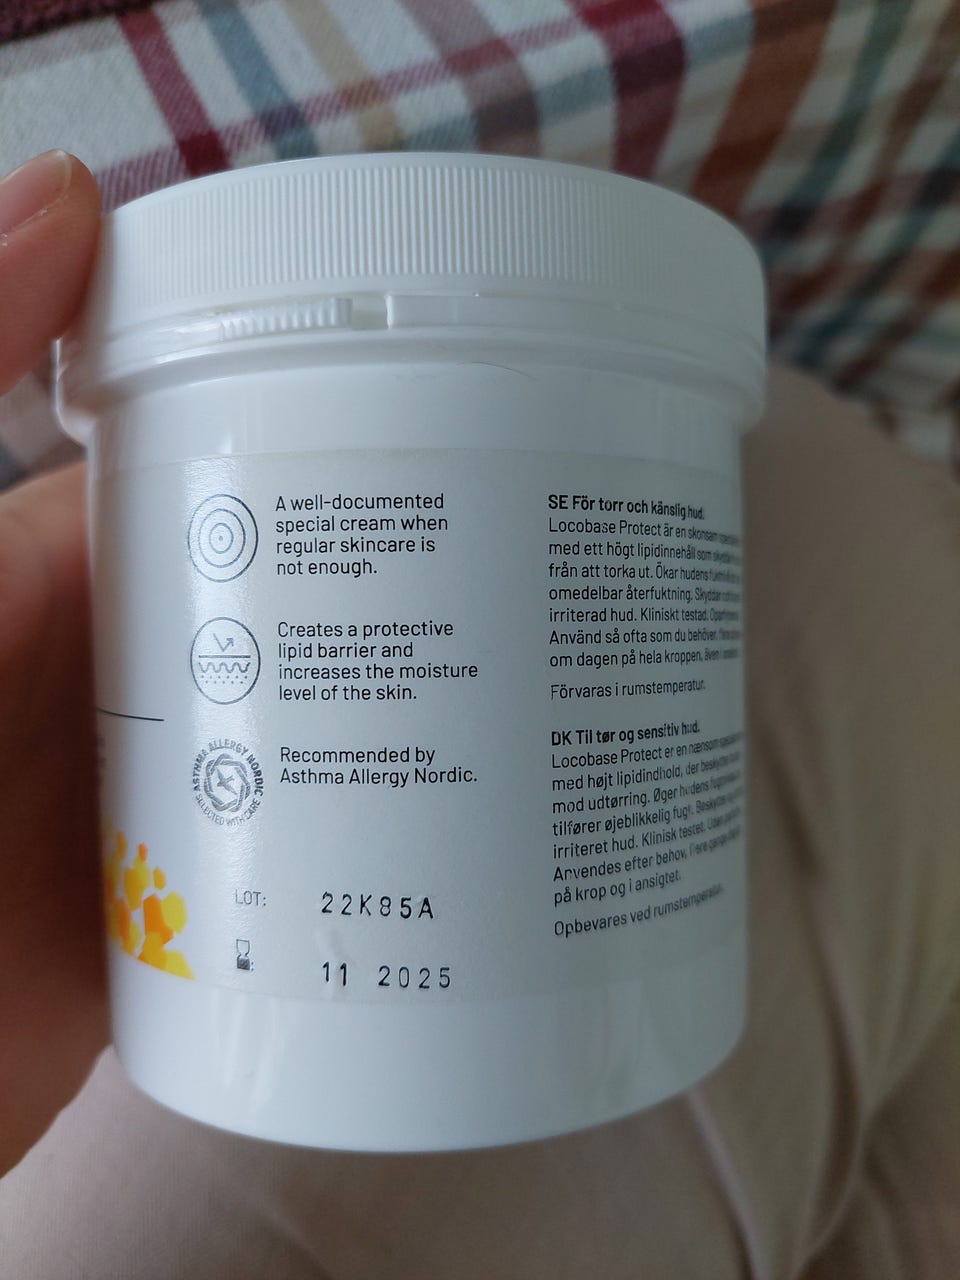 A well-documented
special cream when
regular skincare is
not enough.
Creates a protective
lipid barrier and
increases the moisture
level of the skin.
ASTHMA ALLERGY NORDIC
SELECTED WITH CARE
Recommended by
Asthma Allergy Nordic.
LOT: 22K85A
11 2025
SE För torr och känslig hud.
Locobase Protect är en skonsam
med ett högt lipidinnehåll som
från att torka ut. Ökar hudens
omedelbar återfuktning. Skyddar
irriterad hud. Kliniskt testad.
Använd så ofta som du behöver,
om dagen på hela kroppen, även i
Förvaras i rumstemperatur.
DK Til tør og sensitiv hud.
Locobase Protect er en nænsom
med højt lipidindhold, der
mod udtørring. Øger hudens
tilfører øjeblikkelig fugt.
irriteret hud. Klinisk testet.
Anvendes efter behov, flere gange
på krop og i ansigtet.
Opbevares ved rumstemperatur.